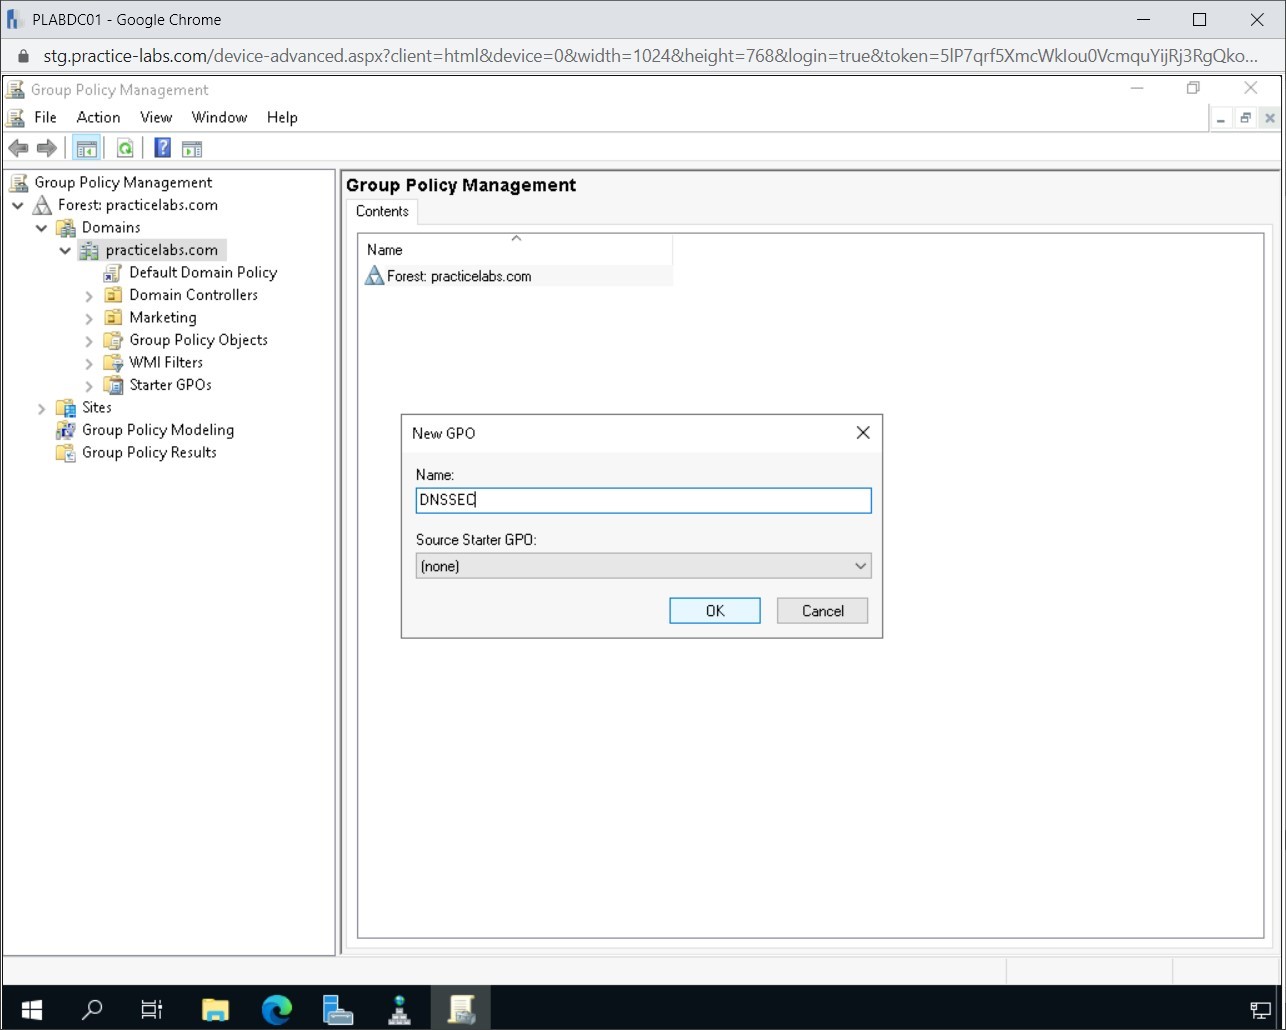 PLABDC01 - Google Chrome
stg.practice-labs.com/device-advanced.aspx?client=html&device=0&width=1024&height=768&login=true&token=5lP7qrf5XmcWkIou0VcmquYijRj3RgQko...
Group Policy Management
File Action View Window Help
Group Policy Management
Forest: practicelabs.com
Domains
practicelabs.com
Default Domain Policy
Domain Controllers
Marketing
Group Policy Objects
WMI Filters
Starter GPOs
Sites
Group Policy Modeling
Group Policy Results
Group Policy Management
Contents
Name
Forest: practicelabs.com
New GPO
Name:
DNSSEC
Source Starter GPO:
(none)
OK Cancel